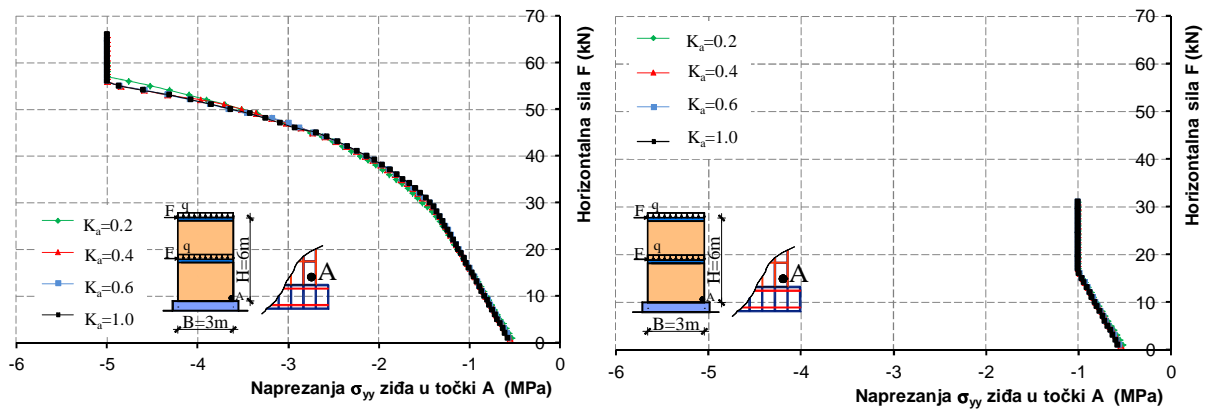 70
60
50
40
30
20
10
0
-6
-5
-4
-3
-2
-1
0
Horizontalna sila F (kN)
Naprezanja σyy ziđa u točki A (MPa)
Ka=0.2
Ka=0.4
Ka=0.6
Ka=1.0
q
F
q
F
H=6m
A
B=3m
A
70
60
50
40
30
20
10
0
-6
-5
-4
-3
-2
-1
0
Horizontalna sila F (kN)
Naprezanja σyy ziđa u točki A (MPa)
Ka=0.2
Ka=0.4
Ka=0.6
Ka=1.0
q
F
q
F
H=6m
A
B=3m
A